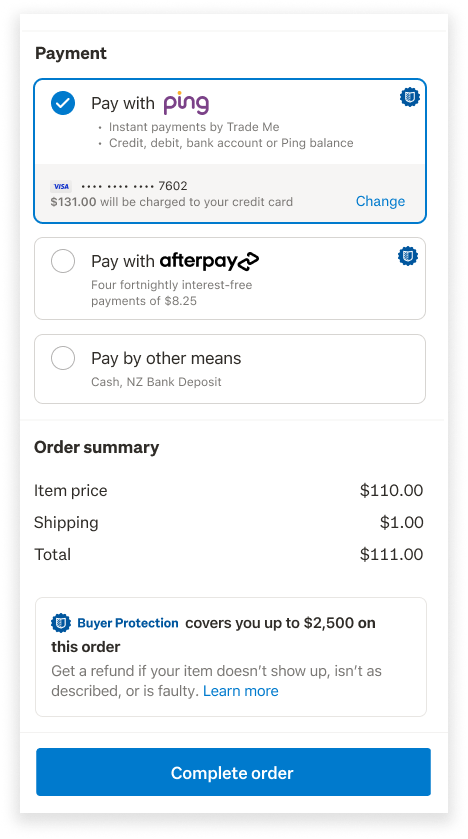 Payment
Pay with ping
• Instant payments by Trade Me
• Credit, debit, bank account or Ping balance
VISA •••• •••• •••• 7602
$131.00 will be charged to your credit card
Change
Pay with afterpay
Four fortnightly interest-free
payments of $8.25
Pay by other means
Cash, NZ Bank Deposit
Order summary
Item price $110.00
Shipping $1.00
Total $111.00
Buyer Protection covers you up to $2,500 on
this order
Get a refund if your item doesn't show up, isn't as
described, or is faulty. Learn more
Complete order